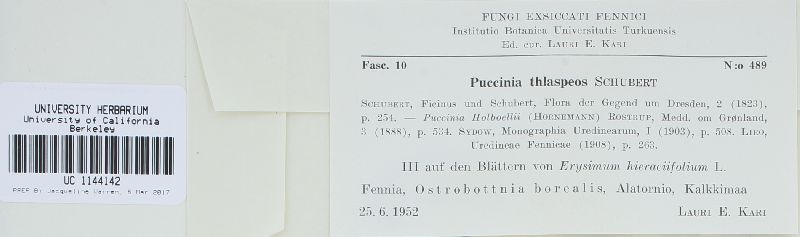 UNIVERSITY HERBARIUM
University of California
Berkeley
UC 1144142
PREP BY Jacqueline Warren, 6 Mar 2017
FUNGI EXSICCATI FENNICI
Institutio Botanica Universitatis Turkuensis
Ed. cur. LAURI E. KARI
Fasc. 10 N:o 489
Puccinia thlaspeos SCHUBERT
SCHUBERT, Ficinus und Schubert, Flora der Gegend um Dresden, 2 (1823),
p. 254. — Puccinia Holboellii (HORNEMANN) ROSTRUP, Medd. om Grønland,
3 (1888), p. 534. SYDOW, Monographia Uredinearum, I (1903), p. 508. LIRO,
Uredineae Fennicae (1908), p. 263.
III auf den Blättern von Erysimum hieraciifolium L.
Fennia, Ostrobottnia borealis, Alatornio, Kalkkimaa
25. 6. 1952 LAURI E. KARI